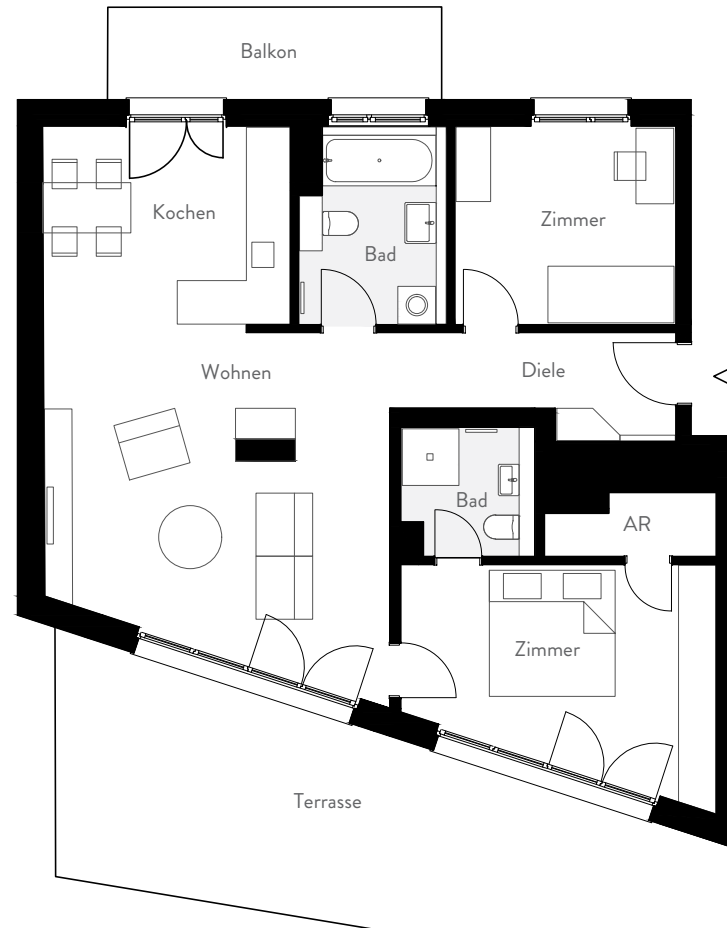 Balkon
Kochen
Zimmer
Bad
Wohnen
Diele
Bad
AR
Zimmer
Terrasse